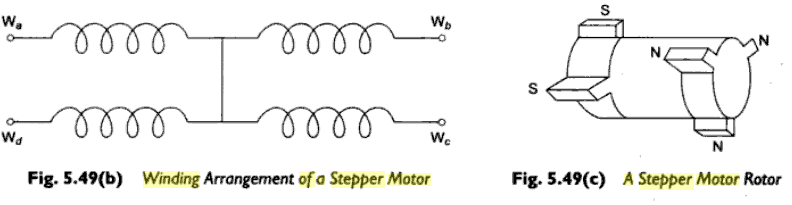 Wa
Wb
Wd
Wc
Fig. 5.49(b) Winding Arrangement of a Stepper Motor
S
N
N
S
N
Fig. 5.49(c) A Stepper Motor Rotor